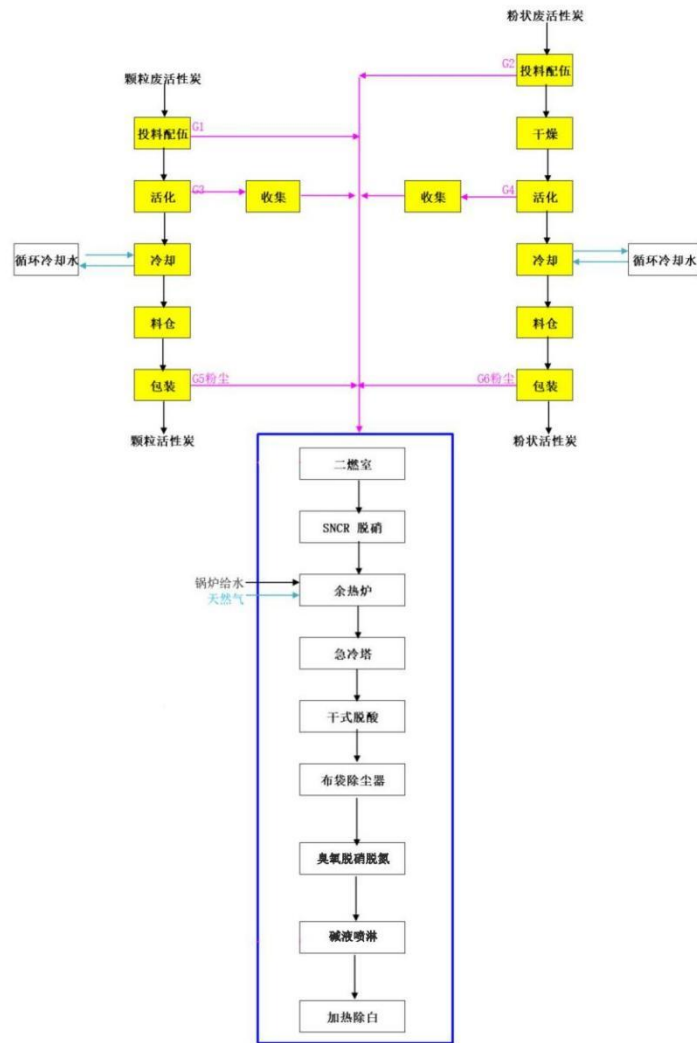 粉状废活性炭
G2
投料配伍
颗粒废活性炭
投料配伍
G1
干燥
活化
G3
收集
收集
G4
活化
循环冷却水
冷却
冷却
循环冷却水
料仓
料仓
包装
G5粉尘
G6粉尘
包装
颗粒活性炭
粉状活性炭
二燃室
SNCR 脱硝
锅炉给水
天然气
余热炉
急冷塔
干式脱酸
布袋除尘器
臭氧脱硝脱氮
碱液喷淋
加热除白